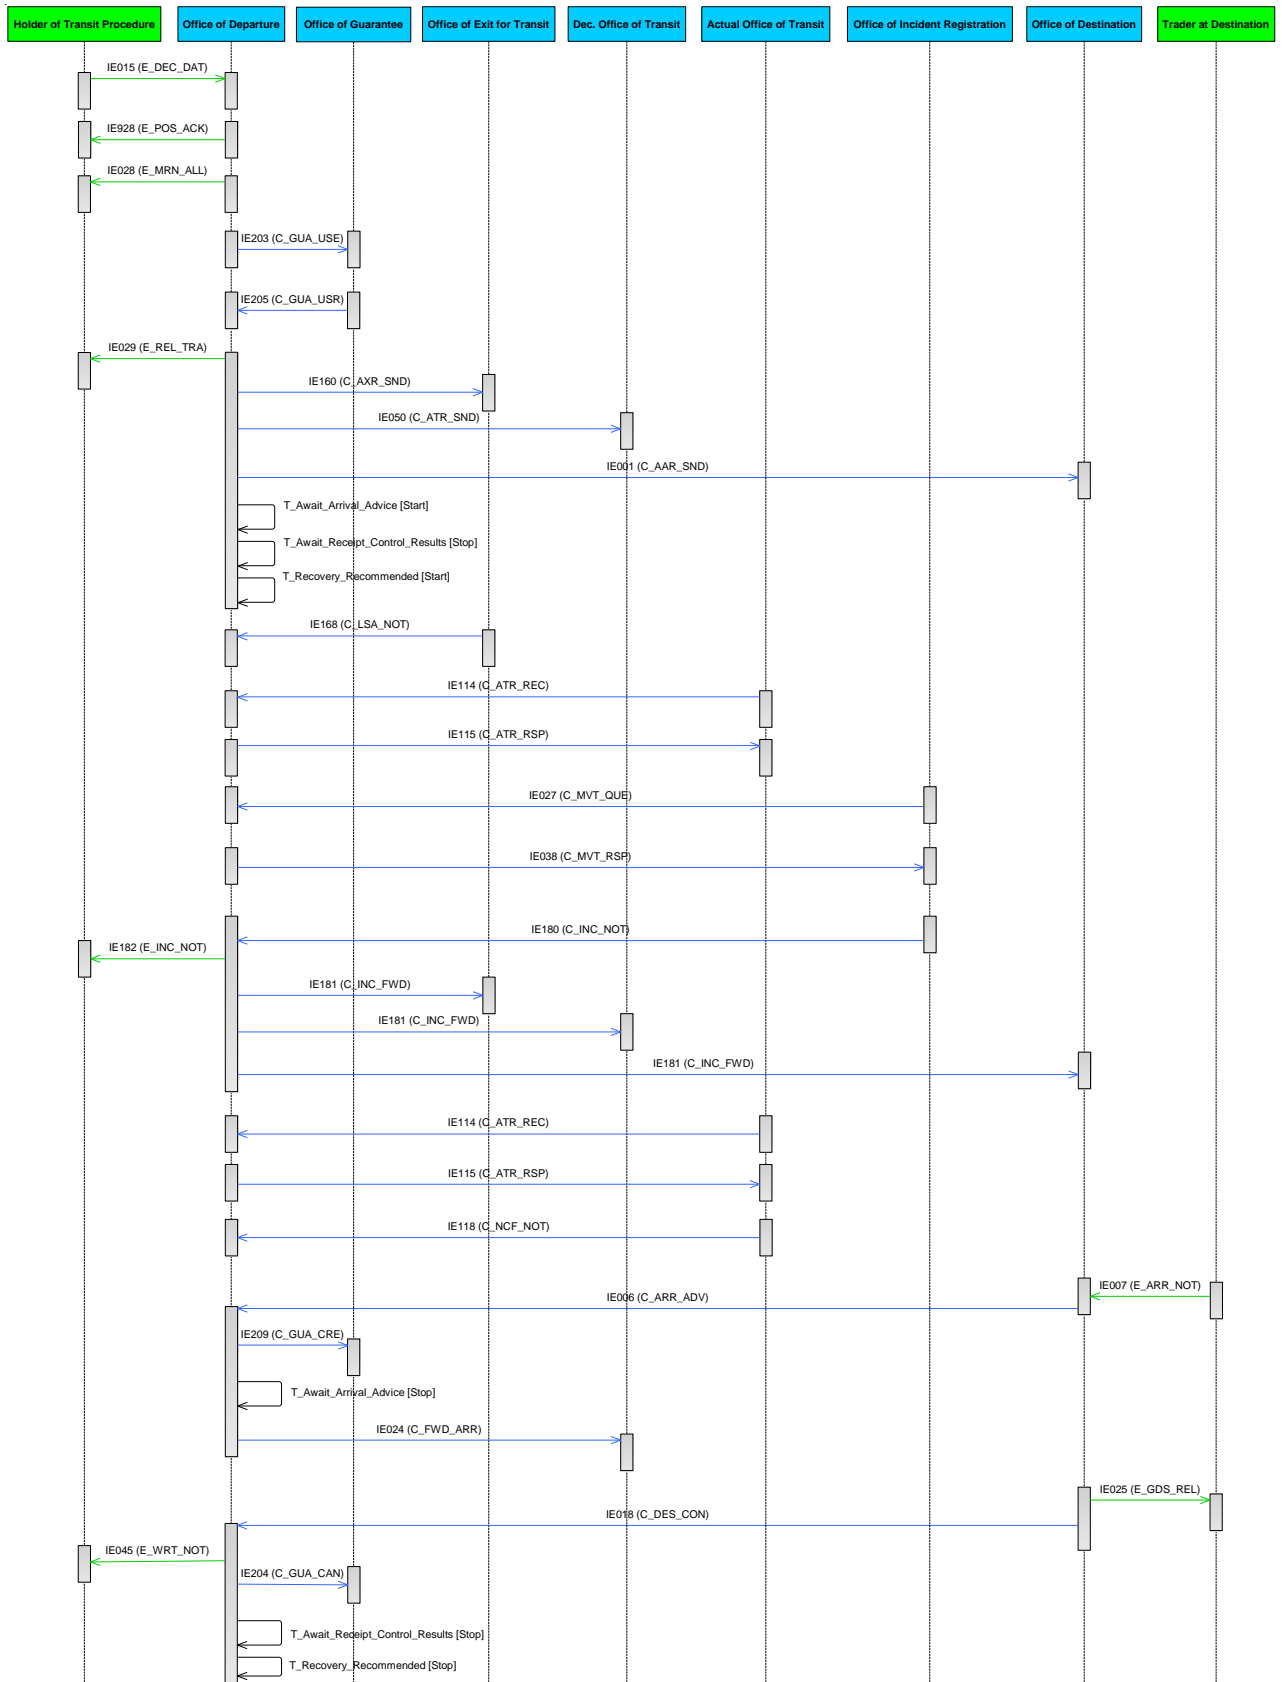 Holder of Transit Procedure
Office of Departure
Office of Guarantee
Office of Exit for Transit
Dec. Office of Transit
Actual Office of Transit
Office of Incident Registration
Office of Destination
Trader at Destination
IE015 (E_DEC_DAT)
IE928 (E_POS_ACK)
IE028 (E_MRN_ALL)
IE203 (C_GUA_USE)
IE205 (C_GUA_USR)
IE029 (E_REL_TRA)
IE160 (C_AXR_SND)
IE050 (C_ATR_SND)
IE001 (C_AAR_SND)
T_Await_Arrival_Advice [Start]
T_Await_Receipt_Control_Results [Stop]
T_Recovery_Recommended [Start]
IE168 (C_LSA_NOT)
IE114 (C_ATR_REC)
IE115 (C_ATR_RSP)
IE027 (C_MVT_QUE)
IE038 (C_MVT_RSP)
IE180 (C_INC_NOT)
IE182 (E_INC_NOT)
IE181 (C_INC_FWD)
IE181 (C_INC_FWD)
IE181 (C_INC_FWD)
IE114 (C_ATR_REC)
IE115 (C_ATR_RSP)
IE118 (C_NCF_NOT)
IE007 (E_ARR_NOT)
IE006 (C_ARR_ADV)
IE209 (C_GUA_CRE)
T_Await_Arrival_Advice [Stop]
IE024 (C_FWD_ARR)
IE025 (E_GDS_REL)
IE018 (C_DES_CON)
IE045 (E_WRT_NOT)
IE204 (C_GUA_CAN)
T_Await_Receipt_Control_Results [Stop]
T_Recovery_Recommended [Stop]